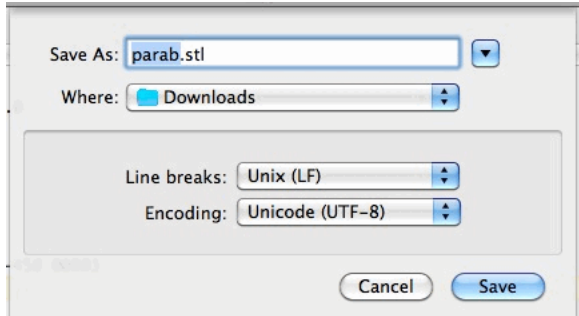 Save As: parab.stl
Where: Downloads
Line breaks: Unix (LF)
Encoding: Unicode (UTF-8)
Cancel Save